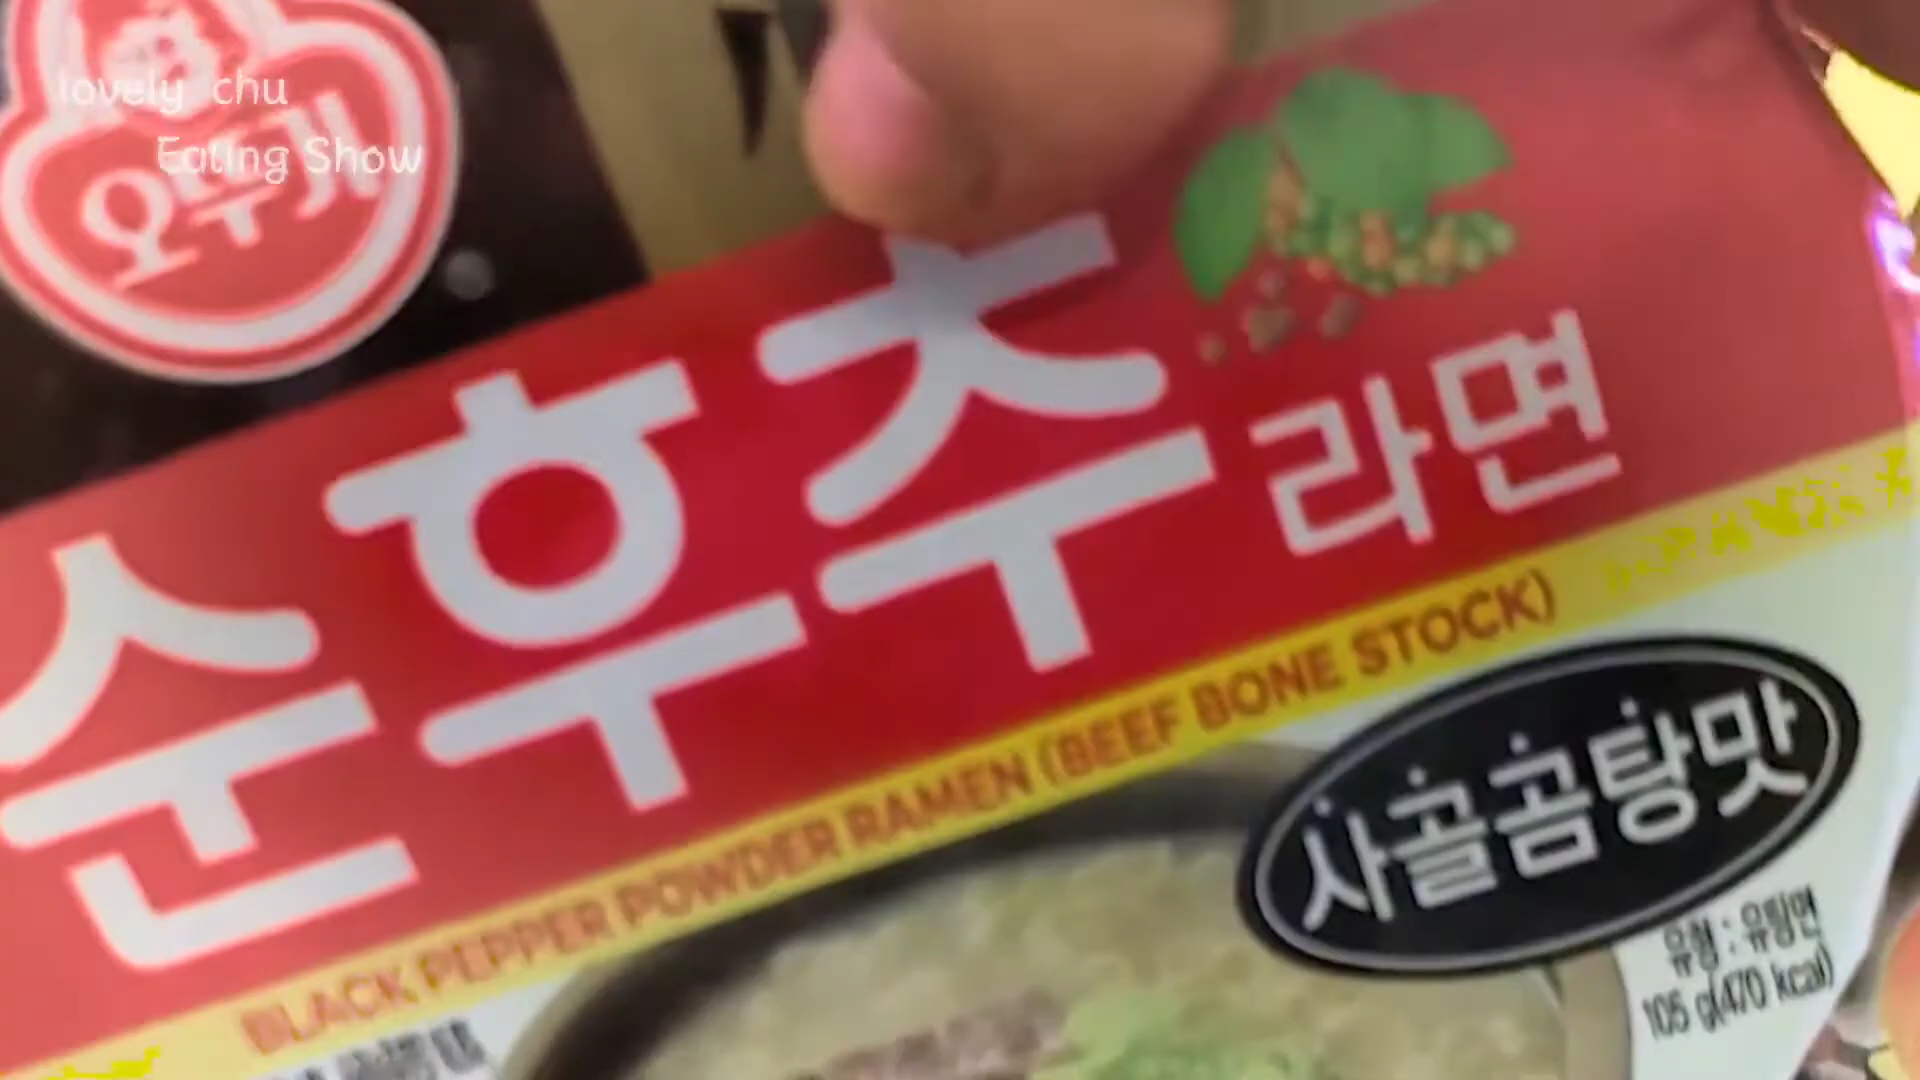 lovely chu
Eating Show
오뚜기
순후추 라면
BLACK PEPPER POWDER RAMEN (BEEF BONE STOCK)
사골곰탕맛
유형 : 유탕면
105 g(470 kcal)